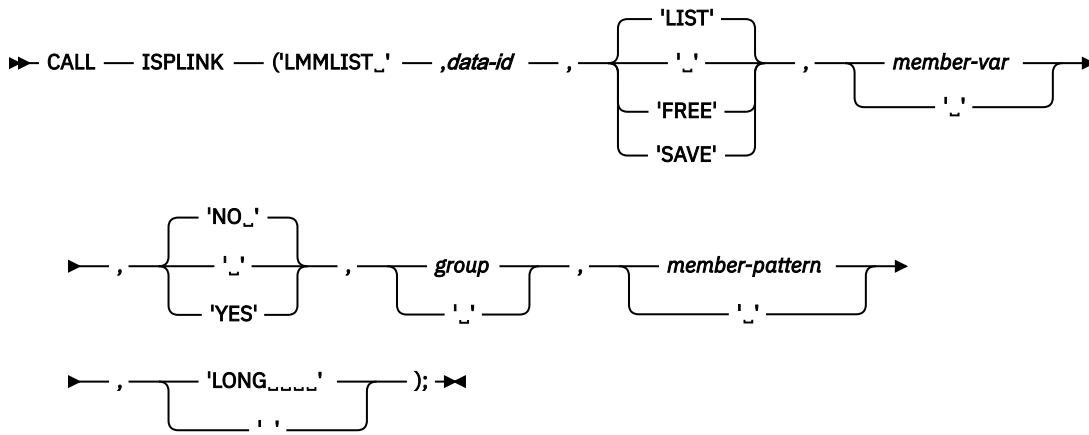 'LIST'
CALL ISPLINK ('LMMLIST␣' ,data-id , '␣' , member-var
'FREE' '␣'
'SAVE'
'NO␣'
, '␣' , group , member-pattern
'YES' '␣' '␣'
, 'LONG␣␣␣␣' );
'␣'